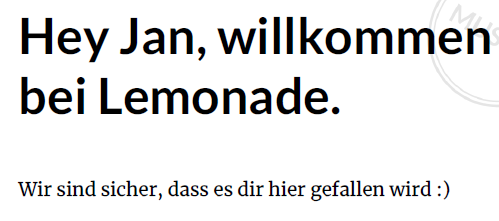 Hey Jan, willkommen
bei Lemonade.
Wir sind sicher, dass es dir hier gefallen wird :)